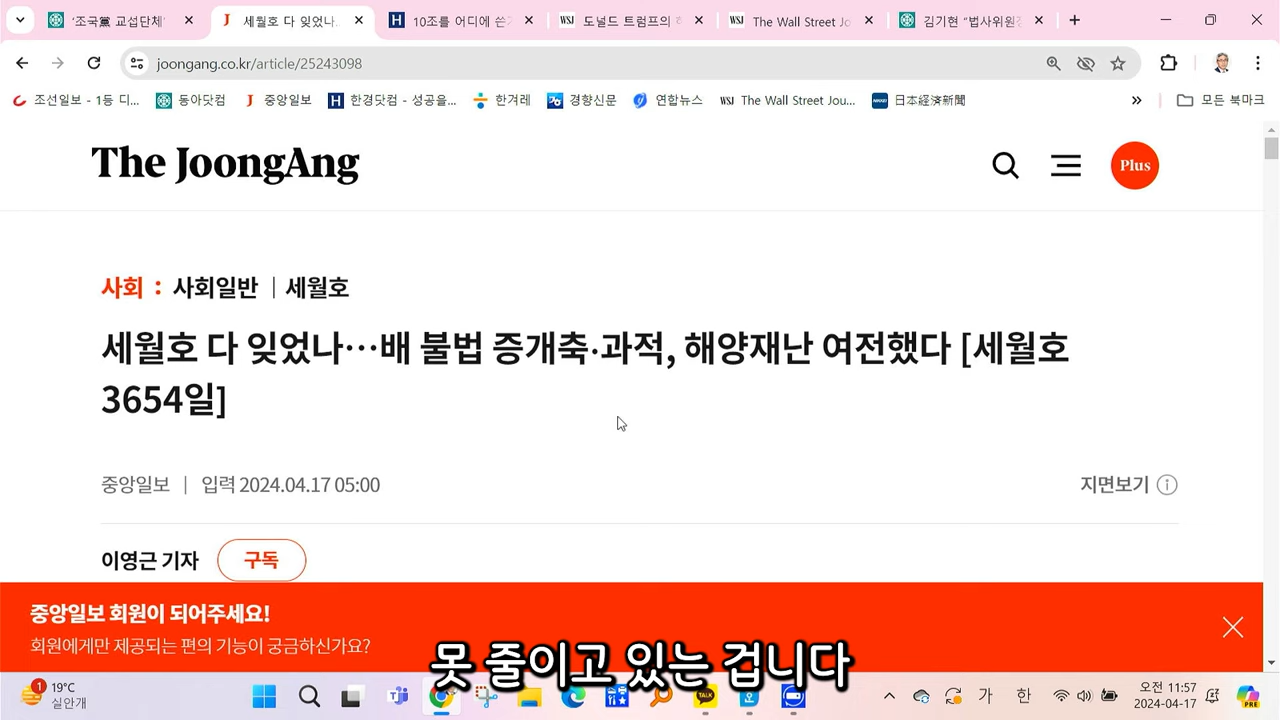 '조국黨 교섭단체'
세월호 다 잊었나
10조를 어디에 쓴
도널드 트럼프의
The Wall Street Jo
김기현 "법사위원
joongang.co.kr/article/25243098
조선일보 - 1등 디...
동아닷컴
중앙일보
한경닷컴 - 성공을...
한겨레
경향신문
연합뉴스
WSJ The Wall Street Jou...
日本経済新聞
모든 북마크
The JoongAng
Plus
사회 : 사회일반 | 세월호
세월호 다 잊었나…배 불법 증개축·과적, 해양재난 여전했다 [세월호
3654일]
중앙일보 | 입력 2024.04.17 05:00
지면보기
이영근 기자
구독
중앙일보 회원이 되어주세요!
회원에게만 제공되는 편의 기능이 궁금하신가요?
못 줄이고 있는 겁니다
1
19°C
실안개
TALK
가
한
오전 11:57
2024-04-17
PRE